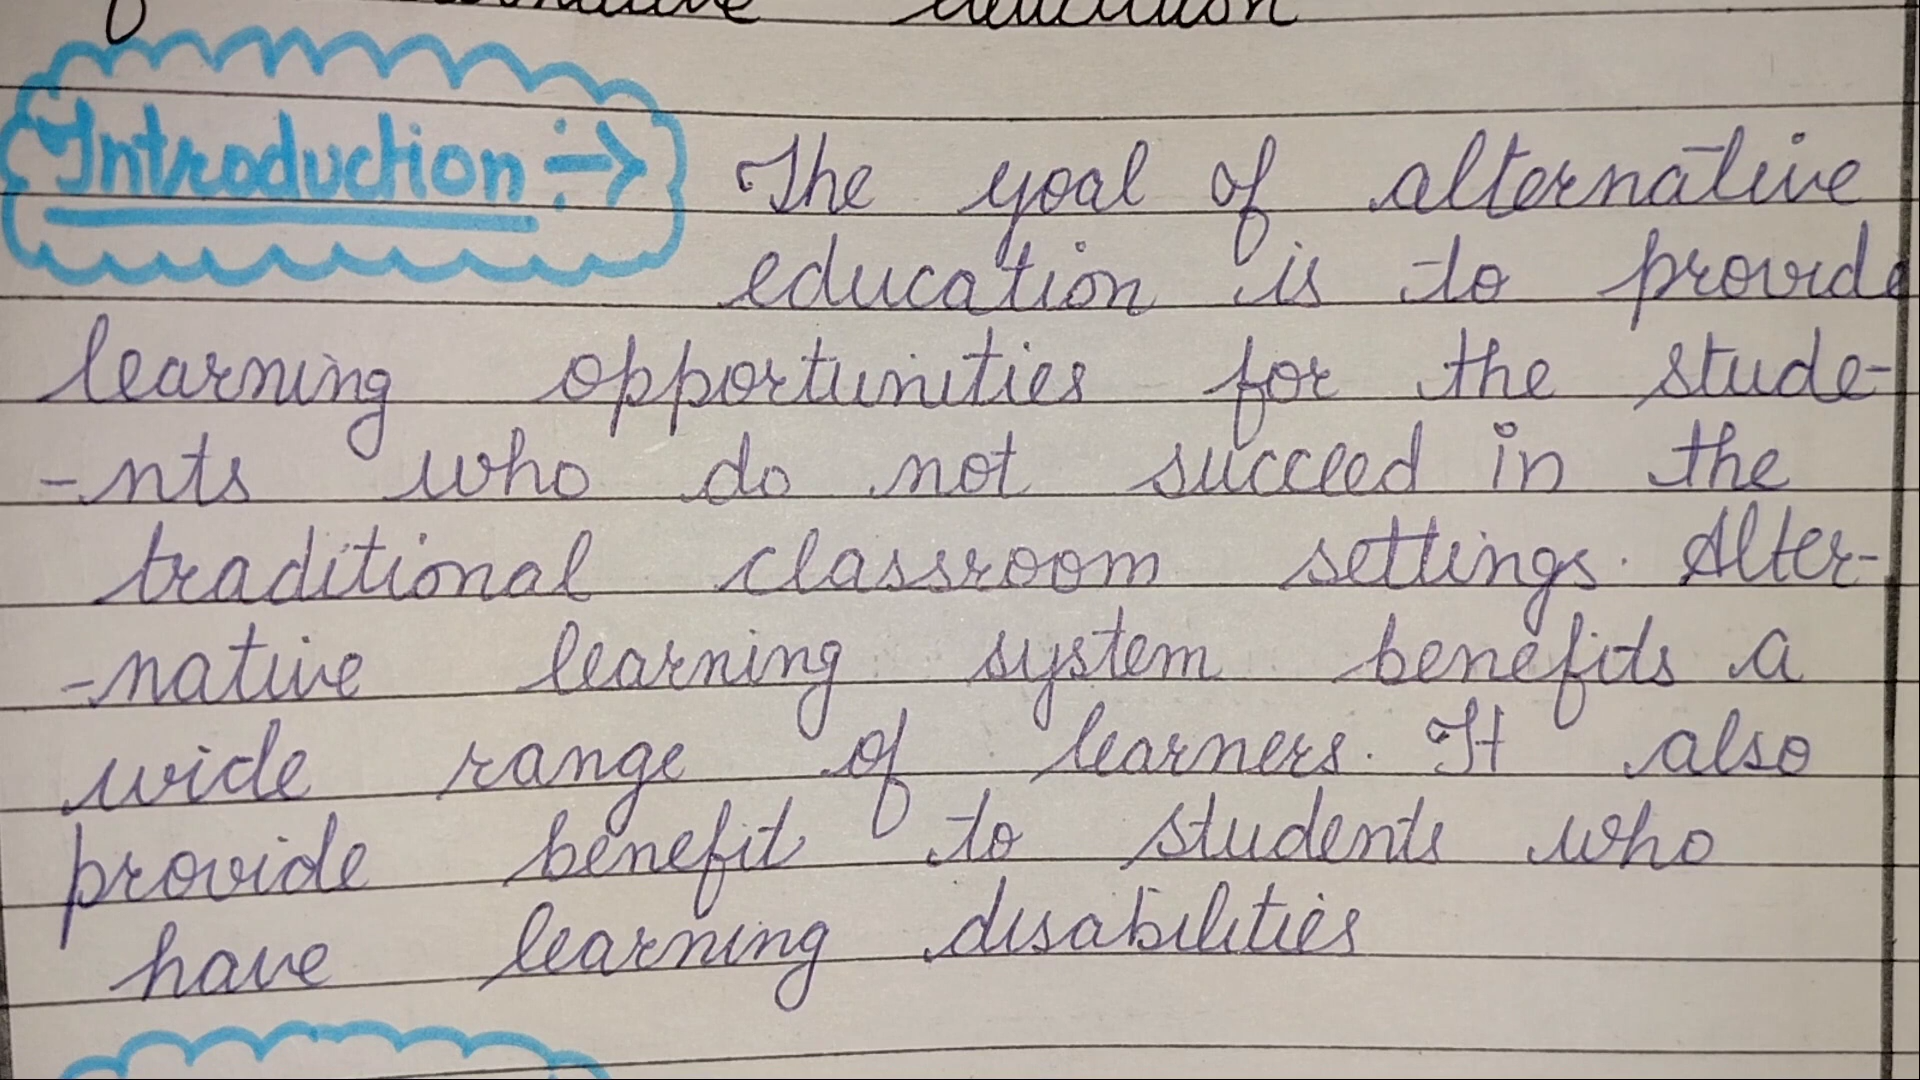 education
Introduction :→ The goal of alternative
education is to provide
learning opportunities for the stude-
-nts who do not succeed in the
traditional classroom settings. Alter-
-native learning system benefits a
wide range of learners. It also
provide benefit to students who
have learning disabilities